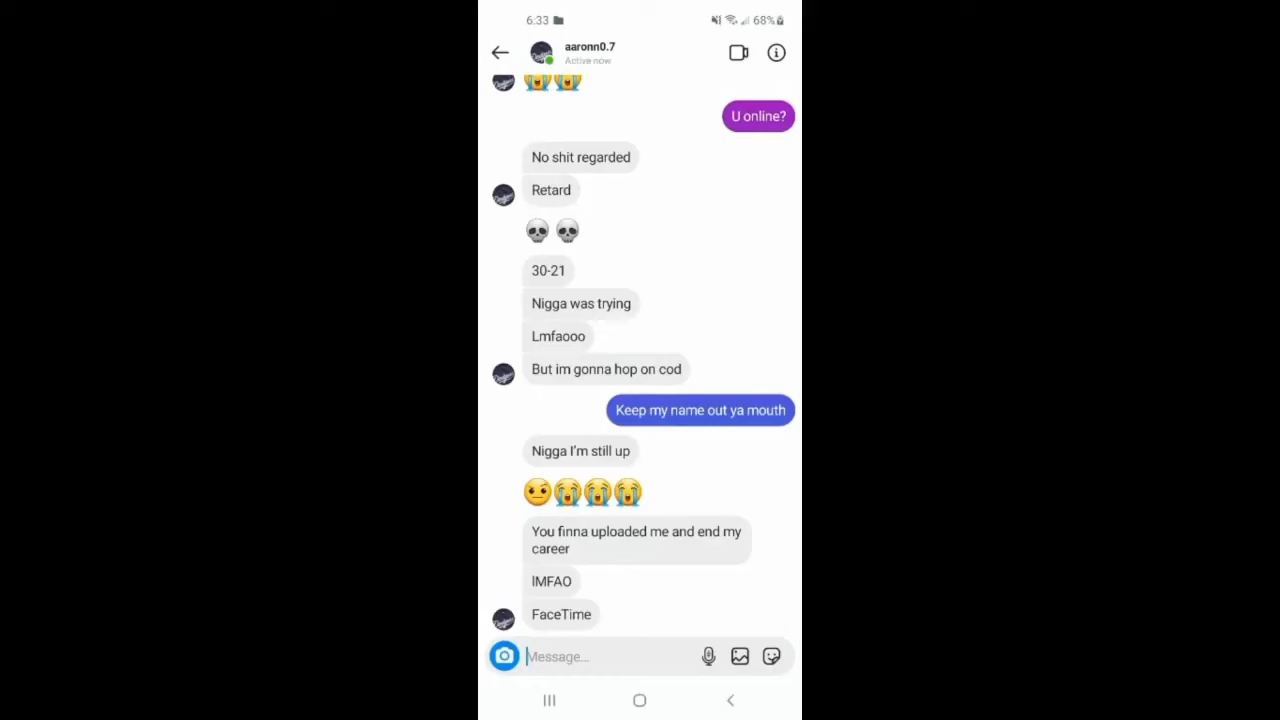 6:33
68%
aaronn0.7
Active now
U online?
No shit regarded
Retard
30-21
Nigga was trying
Lmfaooo
But im gonna hop on cod
Keep my name out ya mouth
Nigga I'm still up
You finna uploaded me and end my
career
lMFAO
FaceTime
Message...